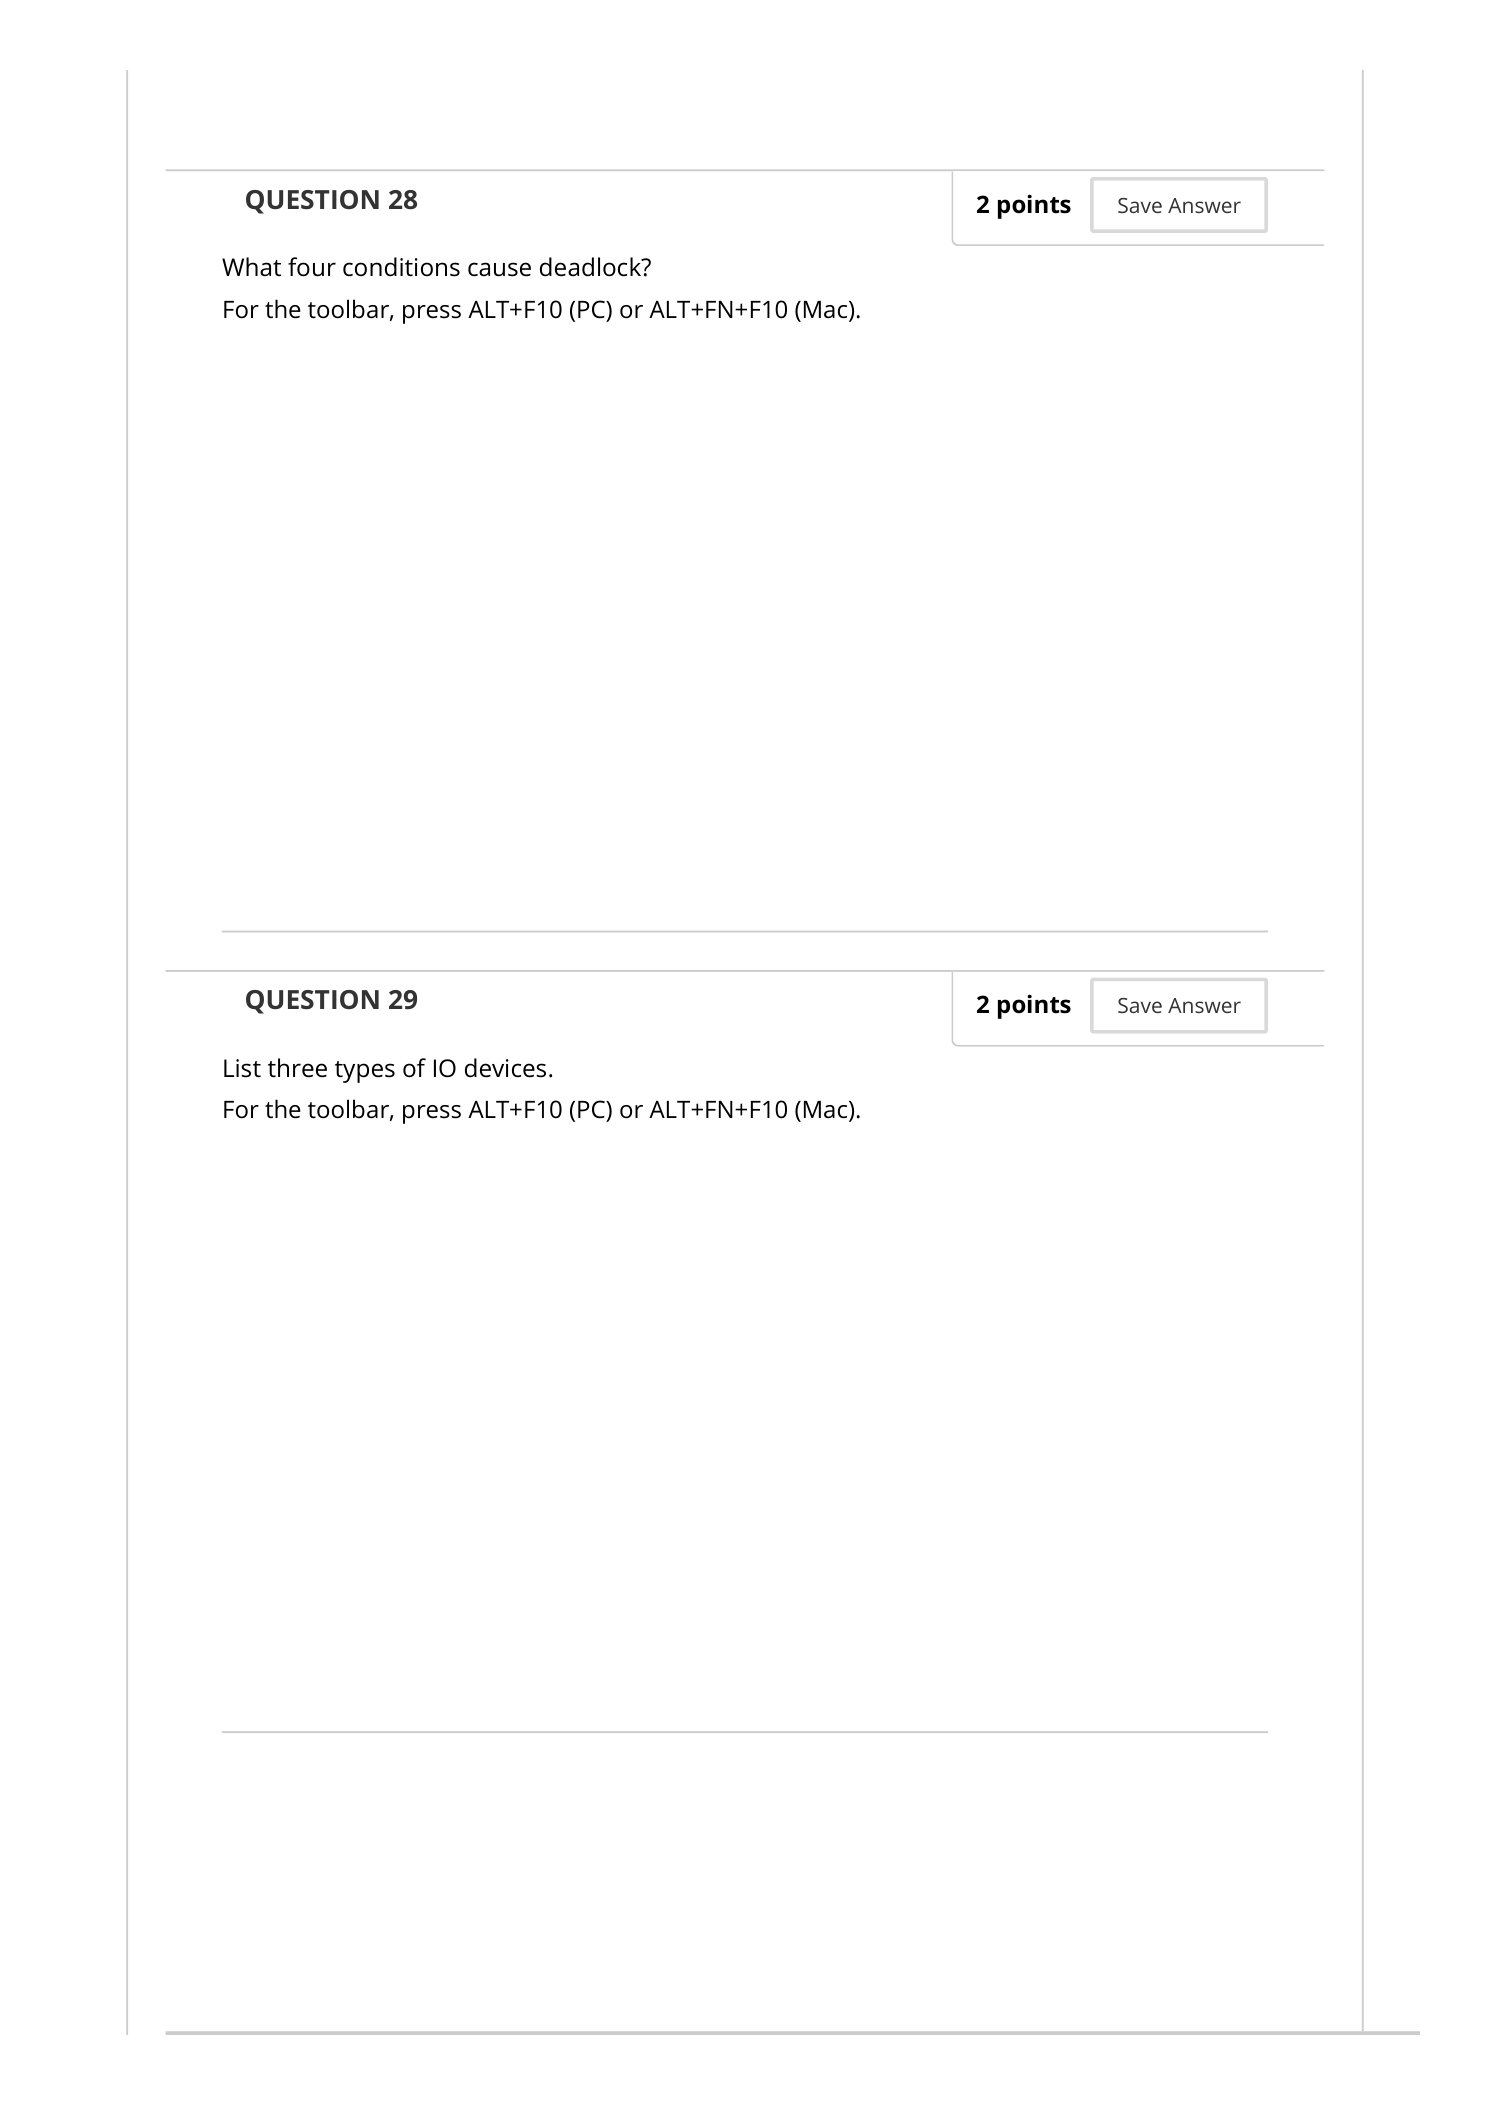 QUESTION 28
2 points
Save Answer
What four conditions cause deadlock?
For the toolbar, press ALT+F10 (PC) or ALT+FN+F10 (Mac).
QUESTION 29
2 points
Save Answer
List three types of IO devices.
For the toolbar, press ALT+F10 (PC) or ALT+FN+F10 (Mac).